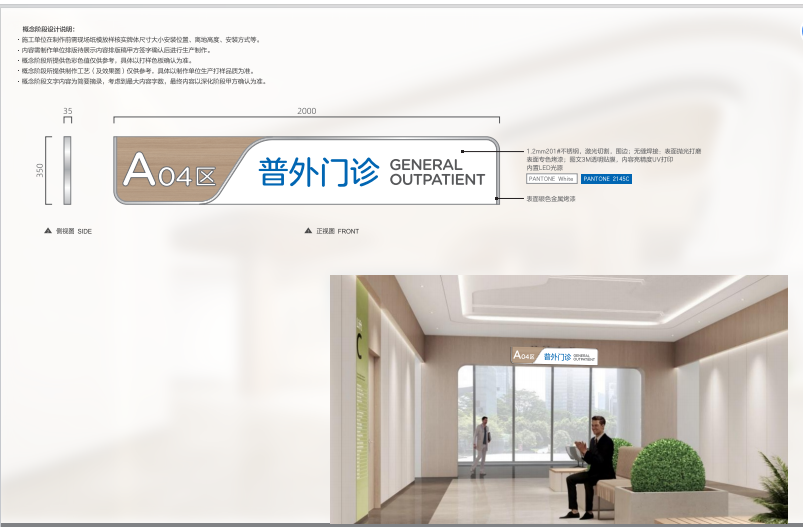 概念阶段设计说明:
· 施工单位在制作前需现场纸模放样核实牌体尺寸大小安装位置、离地高度、安装方式等。
· 内容需制作单位排版待展示内容排版稿甲方签字确认后进行生产制作。
· 概念阶段所提供色彩色值仅供参考，具体以打样色板确认为准。
· 概念阶段所提供制作工艺（及效果图）仅供参考，具体以制作单位生产打样品质为准。
· 概念阶段文字内容为简要摘录，考虑到最大内容字数，最终内容以深化阶段甲方确认为准。
35
2000
350
A04区
普外门诊
GENERAL
OUTPATIENT
1.2mm201#不锈钢，激光切割、围边；无缝焊接；表面抛光打磨
表面专色烤漆；图文3M透明贴膜，内容亮精度UV打印
内置LED光源
PANTONE White
PANTONE 2145C
表面银色金属烤漆
侧视图 SIDE
正视图 FRONT
C
A04区
普外门诊
GENERAL
OUTPATIENT